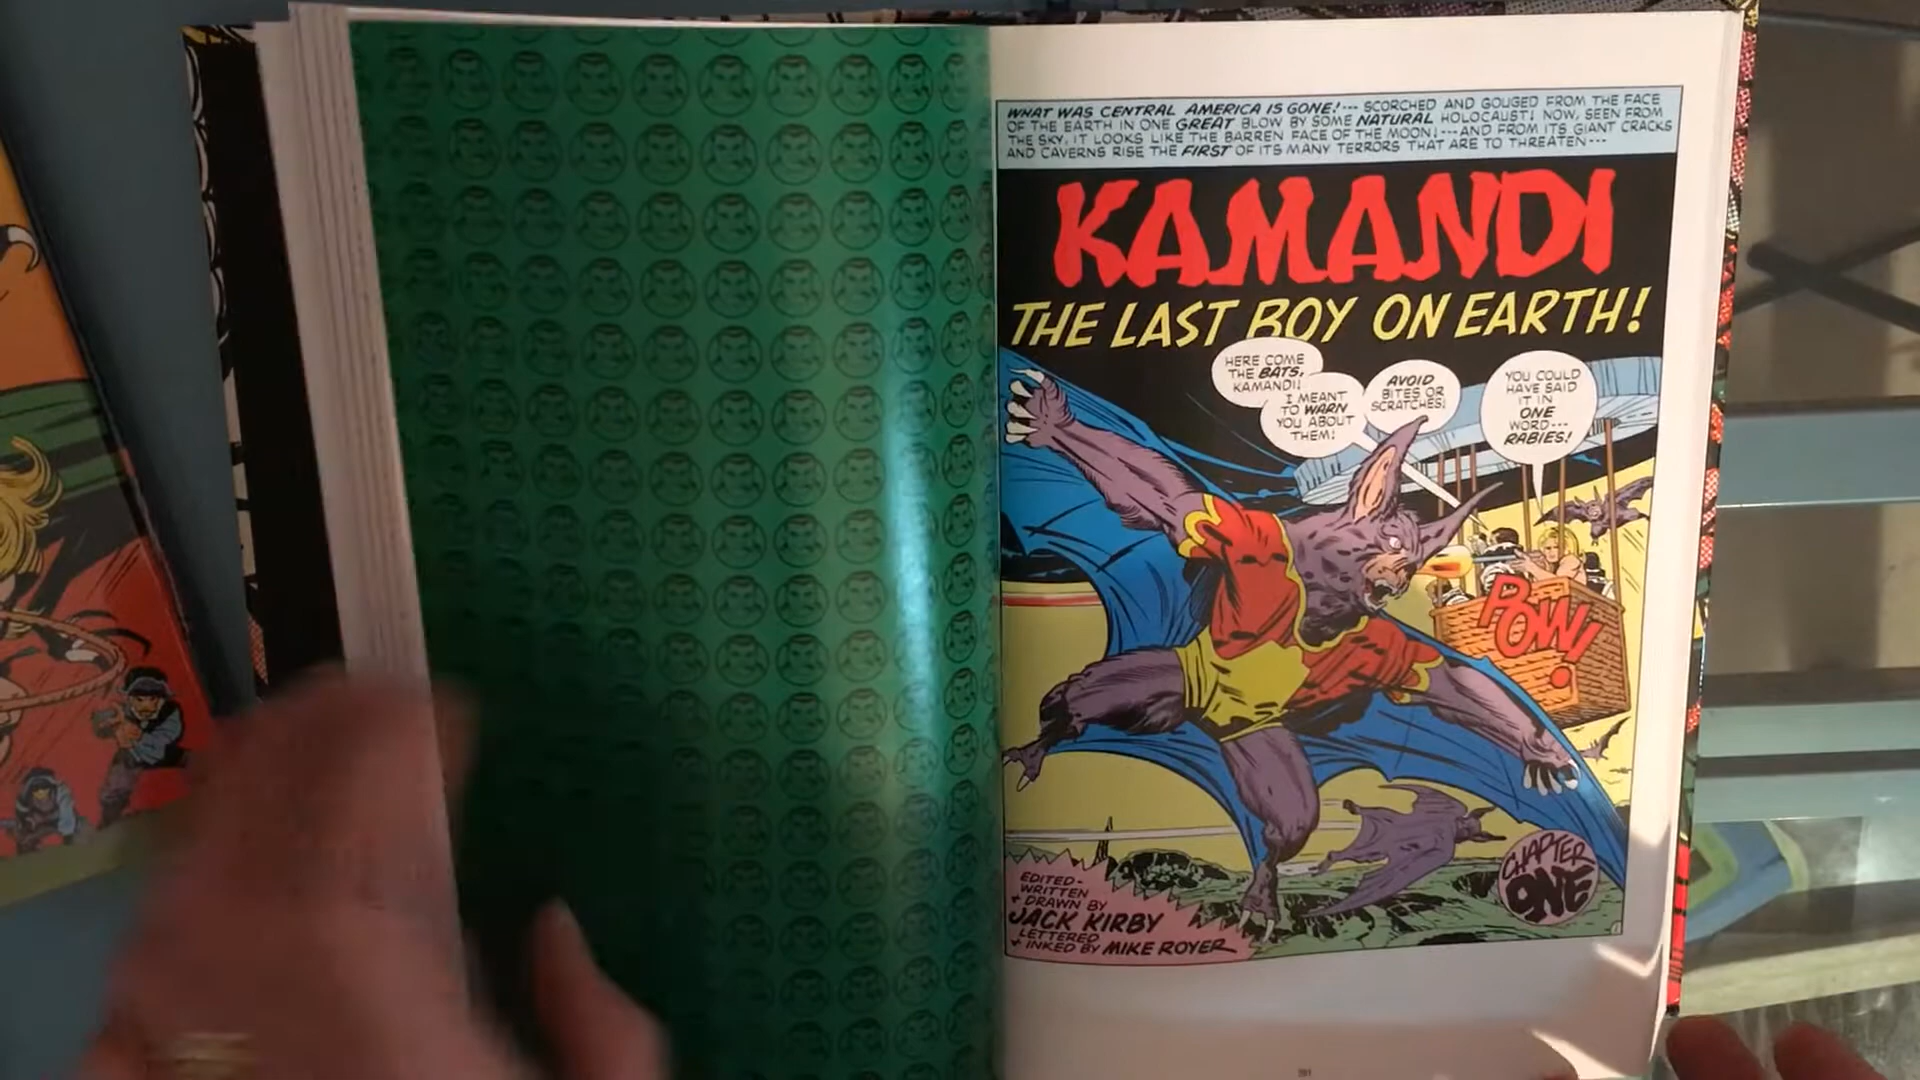 WHAT WAS CENTRAL AMERICA IS GONE!--- SCORCHED AND GOUGED FROM THE FACE
OF THE EARTH IN ONE GREAT BLOW BY SOME NATURAL HOLOCAUST! NOW, SEEN FROM
THE SKY, IT LOOKS LIKE THE BARREN FACE OF THE MOON!---AND FROM ITS GIANT CRACKS
AND CAVERNS RISE THE FIRST OF ITS MANY TERRORS THAT ARE TO THREATEN---
KAMANDI
THE LAST BOY ON EARTH!
HERE COME
THE BATS,
KAMANDI!
I MEANT
TO WARN
YOU ABOUT
THEM!
AVOID
BITES OR
SCRATCHES!
YOU COULD
HAVE SAID
IT IN
ONE
WORD---
RABIES!
POW!
EDITED-
WRITTEN
+ DRAWN BY
JACK KIRBY
LETTERED
+ INKED BY MIKE ROYER
CHAPTER
ONE